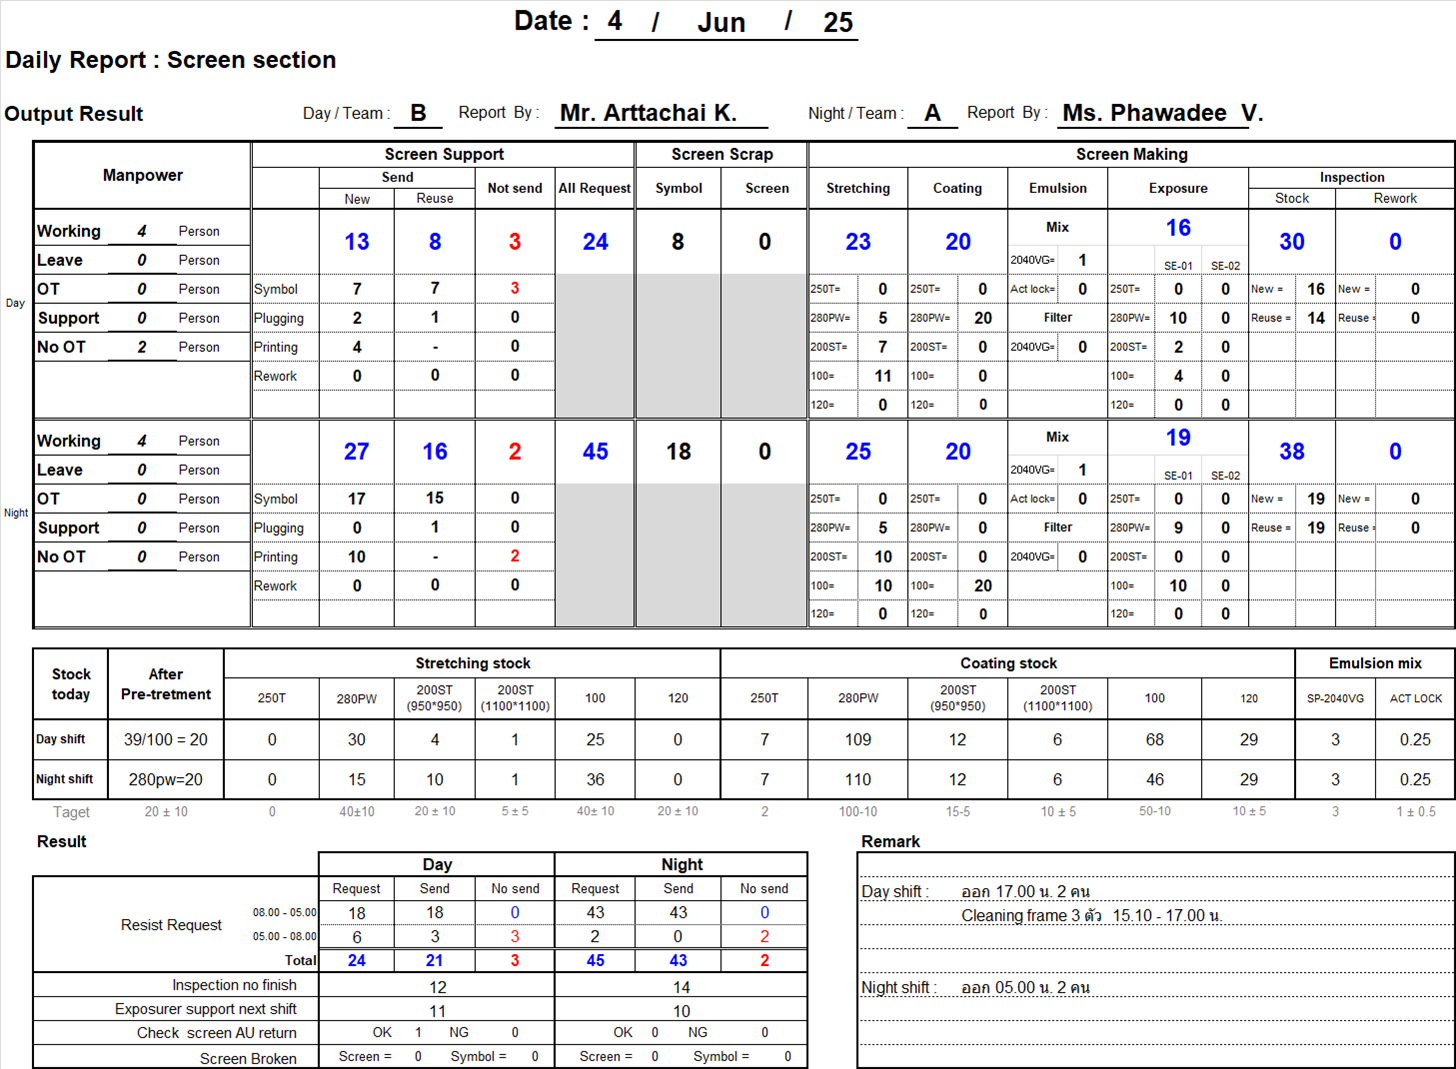 Date : 4 / Jun / 25
Daily Report : Screen section
Output Result Day / Team : B Report By : Mr. Arttachai K. Night / Team : A Report By : Ms. Phawadee V.
Manpower Screen Support Screen Scrap Screen Making
Send Not send All Request Symbol Screen Stretching Coating Emulsion Exposure Inspection
New Reuse Stock Rework
Day
Working 4 Person 13 8 3 24 8 0 23 20 Mix 16 30 0
Leave 0 Person 2040VG= 1 SE-01 SE-02
OT 0 Person Symbol 7 7 3 250T= 0 250T= 0 Act lock= 0 250T= 0 0 New = 16 New = 0
Support 0 Person Plugging 2 1 0 280PW= 5 280PW= 20 Filter 280PW= 10 0 Reuse = 14 Reuse = 0
No OT 2 Person Printing 4 - 0 200ST= 7 200ST= 0 2040VG= 0 200ST= 2 0
Rework 0 0 0 100= 11 100= 0 100= 4 0
120= 0 120= 0 120= 0 0
Night
Working 4 Person 27 16 2 45 18 0 25 20 Mix 19 38 0
Leave 0 Person 2040VG= 1 SE-01 SE-02
OT 0 Person Symbol 17 15 0 250T= 0 250T= 0 Act lock= 0 250T= 0 0 New = 19 New = 0
Support 0 Person Plugging 0 1 0 280PW= 5 280PW= 0 Filter 280PW= 9 0 Reuse = 19 Reuse = 0
No OT 0 Person Printing 10 - 2 200ST= 10 200ST= 0 2040VG= 0 200ST= 0 0
Rework 0 0 0 100= 10 100= 20 100= 10 0
120= 0 120= 0 120= 0 0
Stock today After Pre-tretment Stretching stock Coating stock Emulsion mix
250T 280PW 200ST (950*950) 200ST (1100*1100) 100 120 250T 280PW 200ST (950*950) 200ST (1100*1100) 100 120 SP-2040VG ACT LOCK
Day shift 39/100 = 20 0 30 4 1 25 0 7 109 12 6 68 29 3 0.25
Night shift 280pw=20 0 15 10 1 36 0 7 110 12 6 46 29 3 0.25
Taget 20 ± 10 0 40±10 20 ± 10 5 ± 5 40± 10 20 ± 10 2 100-10 15-5 10 ± 5 50-10 10 ± 5 3 1 ± 0.5
Result
Day Night
Request Send No send Request Send No send
Resist Request 08.00 - 05.00 18 18 0 43 43 0
05.00 - 08.00 6 3 3 2 0 2
Total 24 21 3 45 43 2
Inspection no finish 12 14
Exposurer support next shift 11 10
Check screen AU return OK 1 NG 0 OK 0 NG 0
Screen Broken Screen = 0 Symbol = 0 Screen = 0 Symbol = 0
Remark
Day shift : ออก 17.00 น. 2 คน
Cleaning frame 3 ตัว 15.10 - 17.00 น.
Night shift : ออก 05.00 น. 2 คน